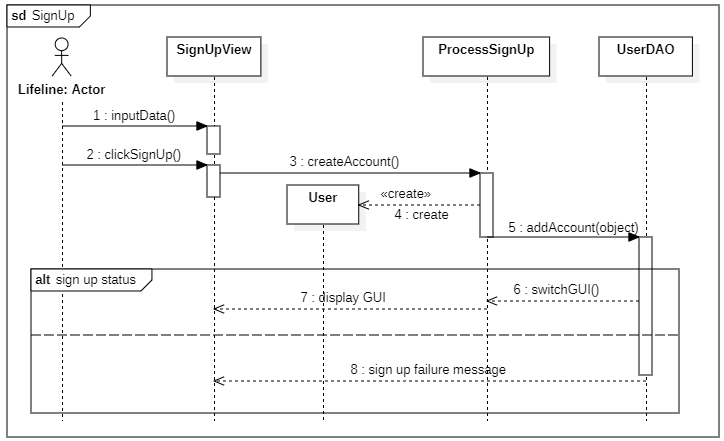 sd SignUp
SignUpView
ProcessSignUp
UserDAO
Lifeline: Actor
1 : inputData()
2 : clickSignUp()
3 : createAccount()
User
«create»
4 : create
5 : addAccount(object)
alt sign up status
6 : switchGUI()
7 : display GUI
8 : sign up failure message